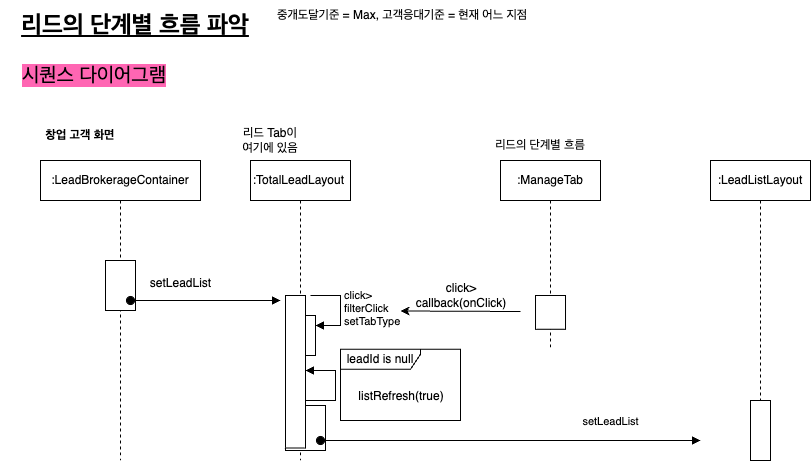 리드의 단계별 흐름 파악
중개도달기준 = Max, 고객응대기준 = 현재 어느 지점
시퀀스 다이어그램
창업 고객 화면
리드 Tab이
여기에 있음
리드의 단계별 흐름
:LeadBrokerageContainer
:TotalLeadLayout
:ManageTab
:LeadListLayout
setLeadList
click>
filterClick
setTabType
click>
callback(onClick)
leadId is null
listRefresh(true)
setLeadList